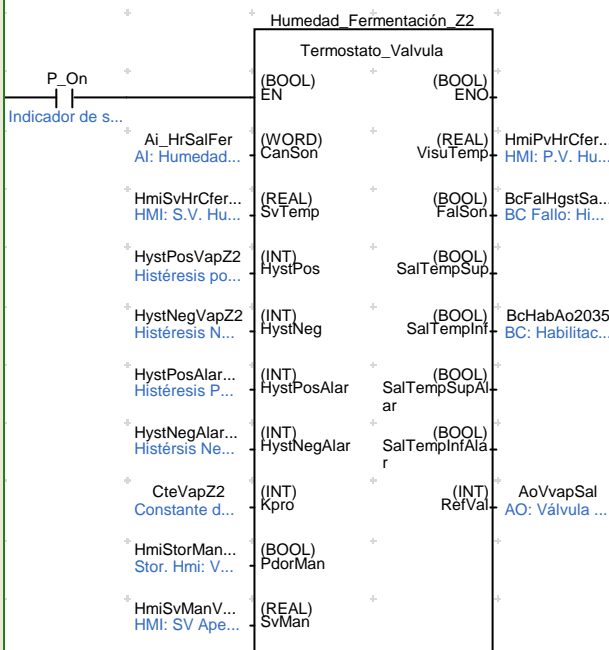 Humedad_Fermentación_Z2
Termostato_Valvula
P_On
Indicador de s...
(BOOL)
EN
(BOOL)
ENO
Ai_HrSalFer
AI: Humedad...
(WORD)
CanSon
(REAL)
VisuTemp
HmiPvHrCfer...
HMI: P.V. Hu...
HmiSvHrCfer...
HMI: S.V. Hu...
(REAL)
SvTemp
(BOOL)
FalSon
BcFalHgstSa...
BC Fallo: Hi...
HystPosVapZ2
Histéresis po...
(INT)
HystPos
(BOOL)
SalTempSup
HystNegVapZ2
Histéresis N...
(INT)
HystNeg
(BOOL)
SalTempInf
BcHabAo2035
BC: Habilitac...
HystPosAlar...
Histéresis P...
(INT)
HystPosAlar
(BOOL)
SalTempSupAl
ar
HystNegAlar...
Histérsis Ne...
(INT)
HystNegAlar
(BOOL)
SalTempInfAla
r
CteVapZ2
Constante d...
(INT)
Kpro
(INT)
RefVal
AoVvapSal
AO: Válvula ...
HmiStorMan...
Stor. Hmi: V...
(BOOL)
PdorMan
HmiSvManV...
HMI: SV Ape...
(REAL)
SvMan